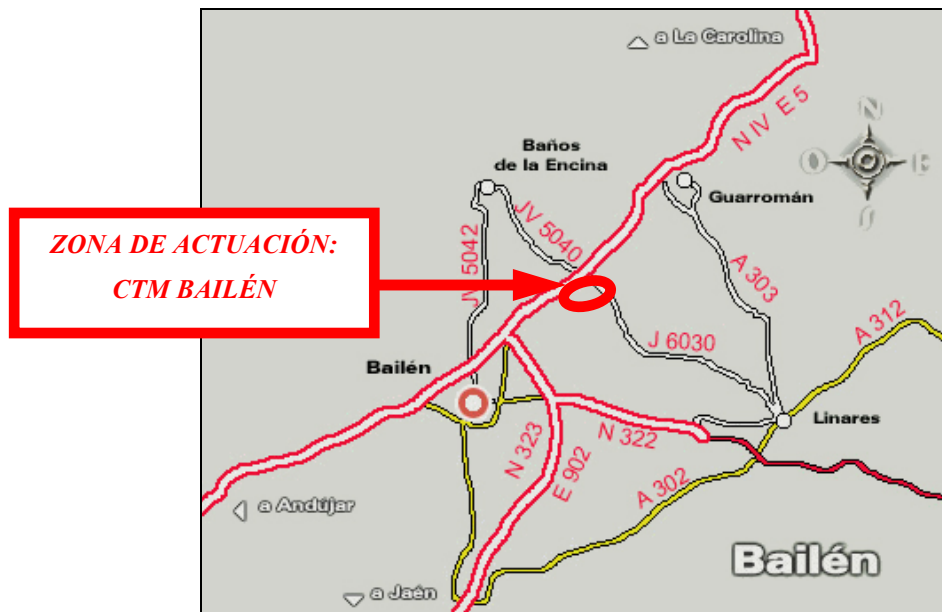 a La Carolina
N IV E 5
N
Baños
de la Encina
O
E
Guarromán
S
JV 5040
JV 5042
A 303
ZONA DE ACTUACIÓN:
CTM BAILÉN
A 312
J 6030
Bailén
Linares
N 322
N 323
E 902
A 302
a Andújar
Bailén
a Jaén